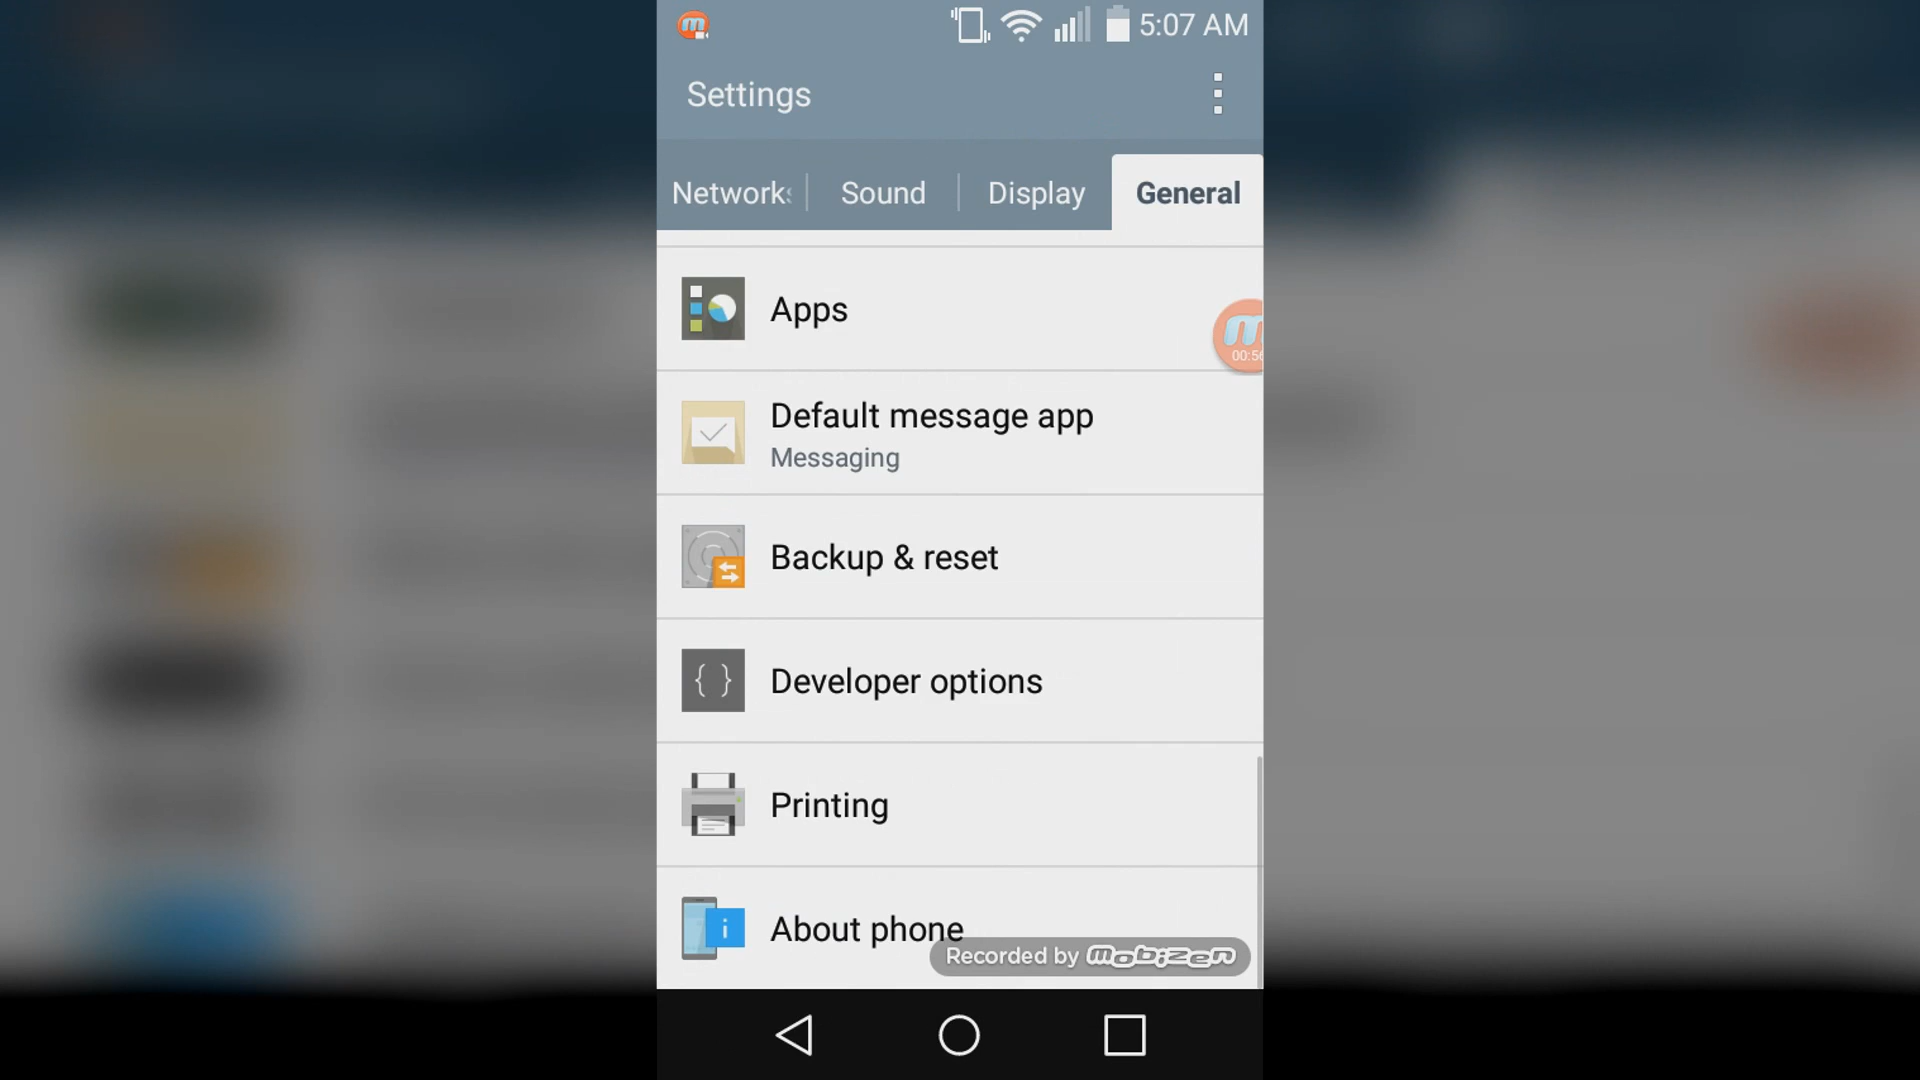 5:07 AM
Settings
Networks Sound Display General
Apps
00:56
Default message app
Messaging
Backup & reset
Developer options
Printing
About phone
Recorded by mobizen